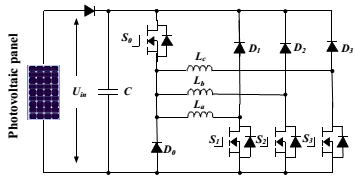 Photovoltaic panel
U_in
C
S_0
L_c
L_b
L_a
D_0
D_1
D_2
D_3
S_1
S_2
S_3